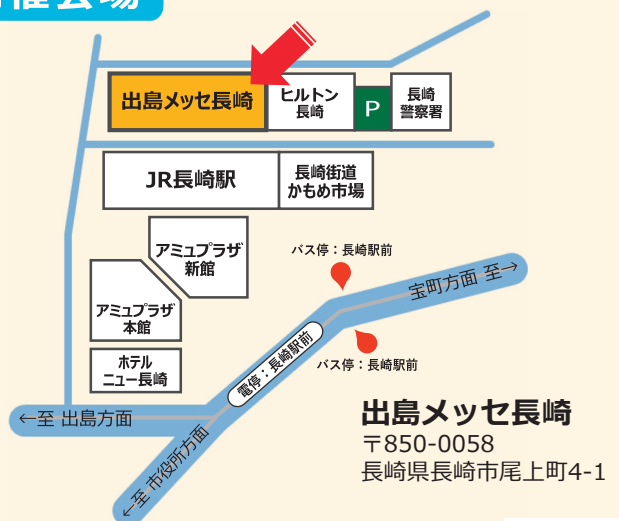 催会場
出島メッセ長崎
ヒルトン
長崎
P
長崎
警察署
JR長崎駅
長崎街道
かもめ市場
アミュプラザ
新館
バス停：長崎駅前
宝町方面 至→
アミュプラザ
本館
ホテル
ニュー長崎
電停：長崎駅前
バス停：長崎駅前
←至 出島方面
←至 市役所方面
出島メッセ長崎
〒850-0058
長崎県長崎市尾上町4-1